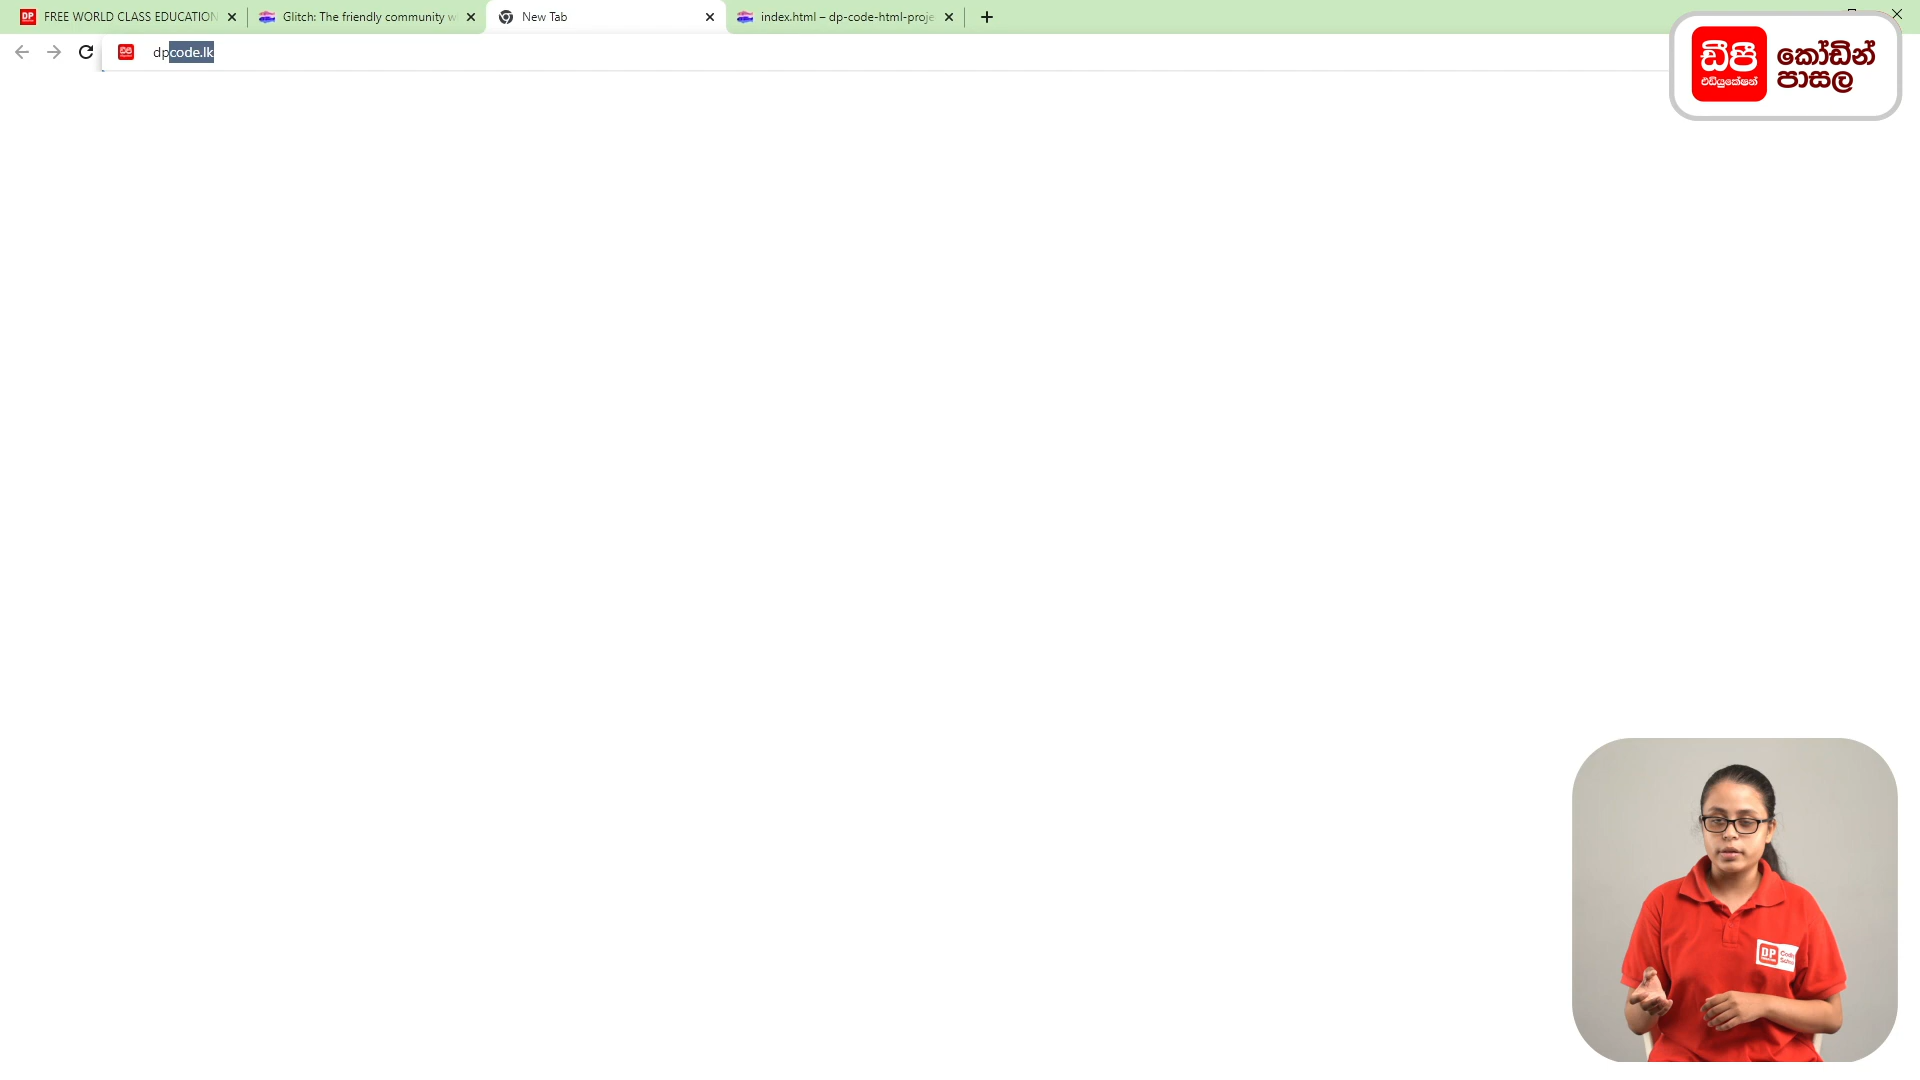 FREE WORLD CLASS EDUCATION
Glitch: The friendly community w
New Tab
index.html – dp-code-html-proje
dpcode.lk
ඩීපී
එඩියුකේෂන්
කෝඩින්
පාසල
DP